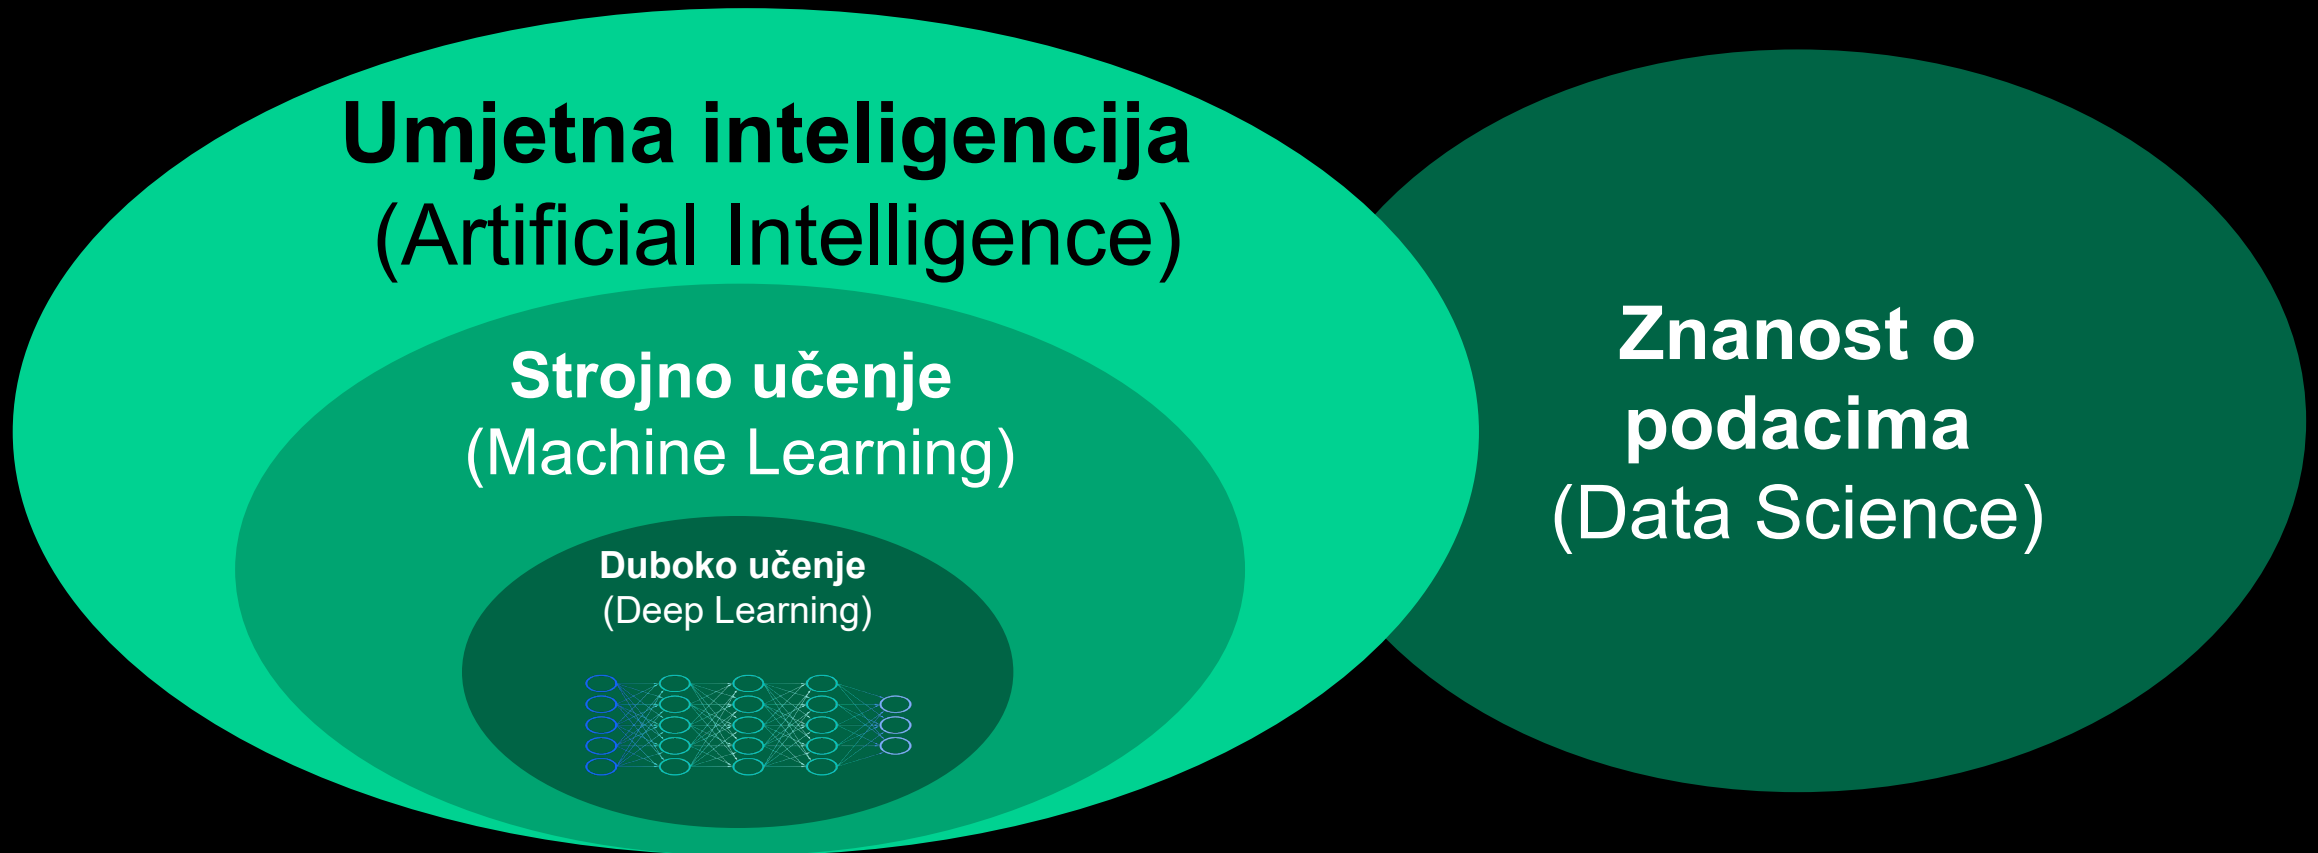 Umjetna inteligencija
(Artificial Intelligence)
Strojno učenje
(Machine Learning)
Duboko učenje
(Deep Learning)
Znanost o
podacima
(Data Science)